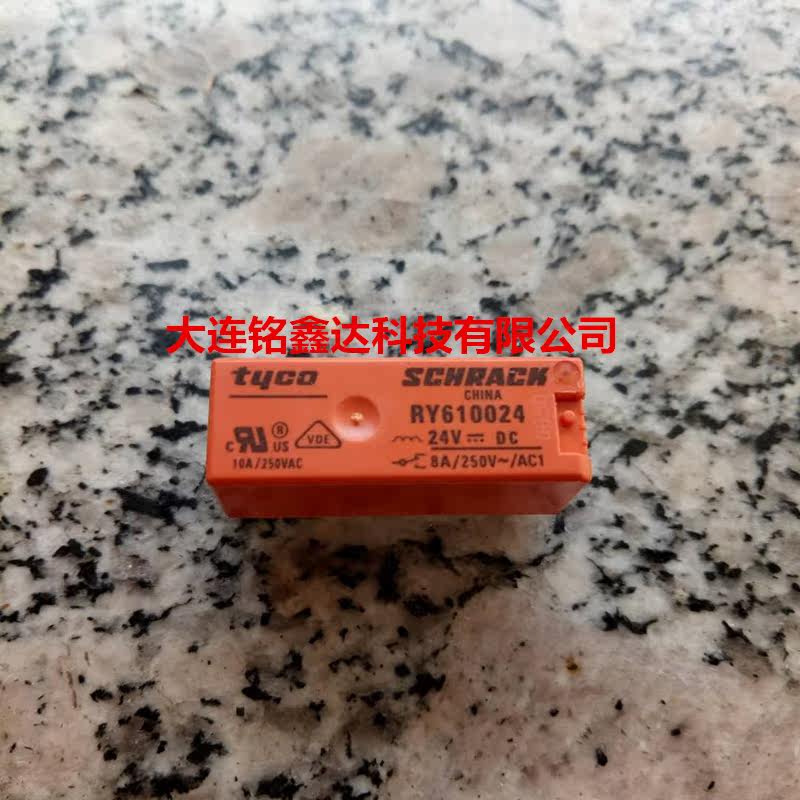 大连铭鑫达科技有限公司
tyco SCHRACK
CHINA
RY610024
24V DC
c RU US VDE
10A/250VAC
8A/250V~/AC1